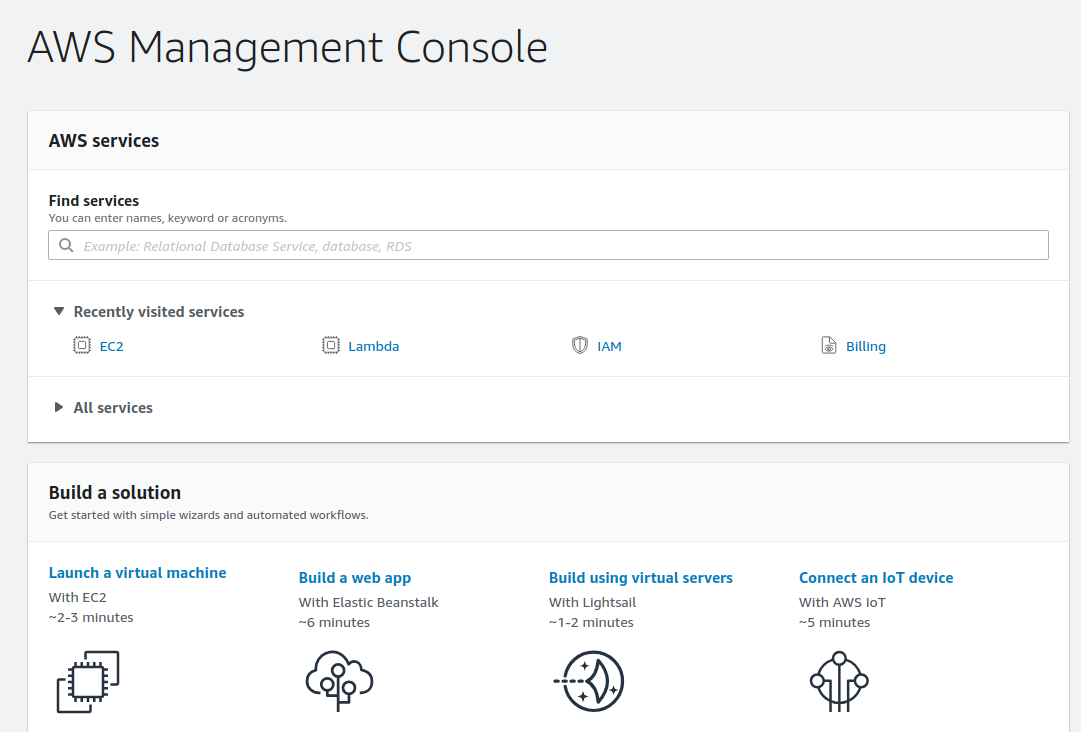 AWS Management Console
AWS services
Find services
You can enter names, keyword or acronyms.
Example: Relational Database Service, database, RDS
Recently visited services
EC2 Lambda IAM Billing
All services
Build a solution
Get started with simple wizards and automated workflows.
Launch a virtual machine
With EC2
~2-3 minutes
Build a web app
With Elastic Beanstalk
~6 minutes
Build using virtual servers
With Lightsail
~1-2 minutes
Connect an IoT device
With AWS IoT
~5 minutes